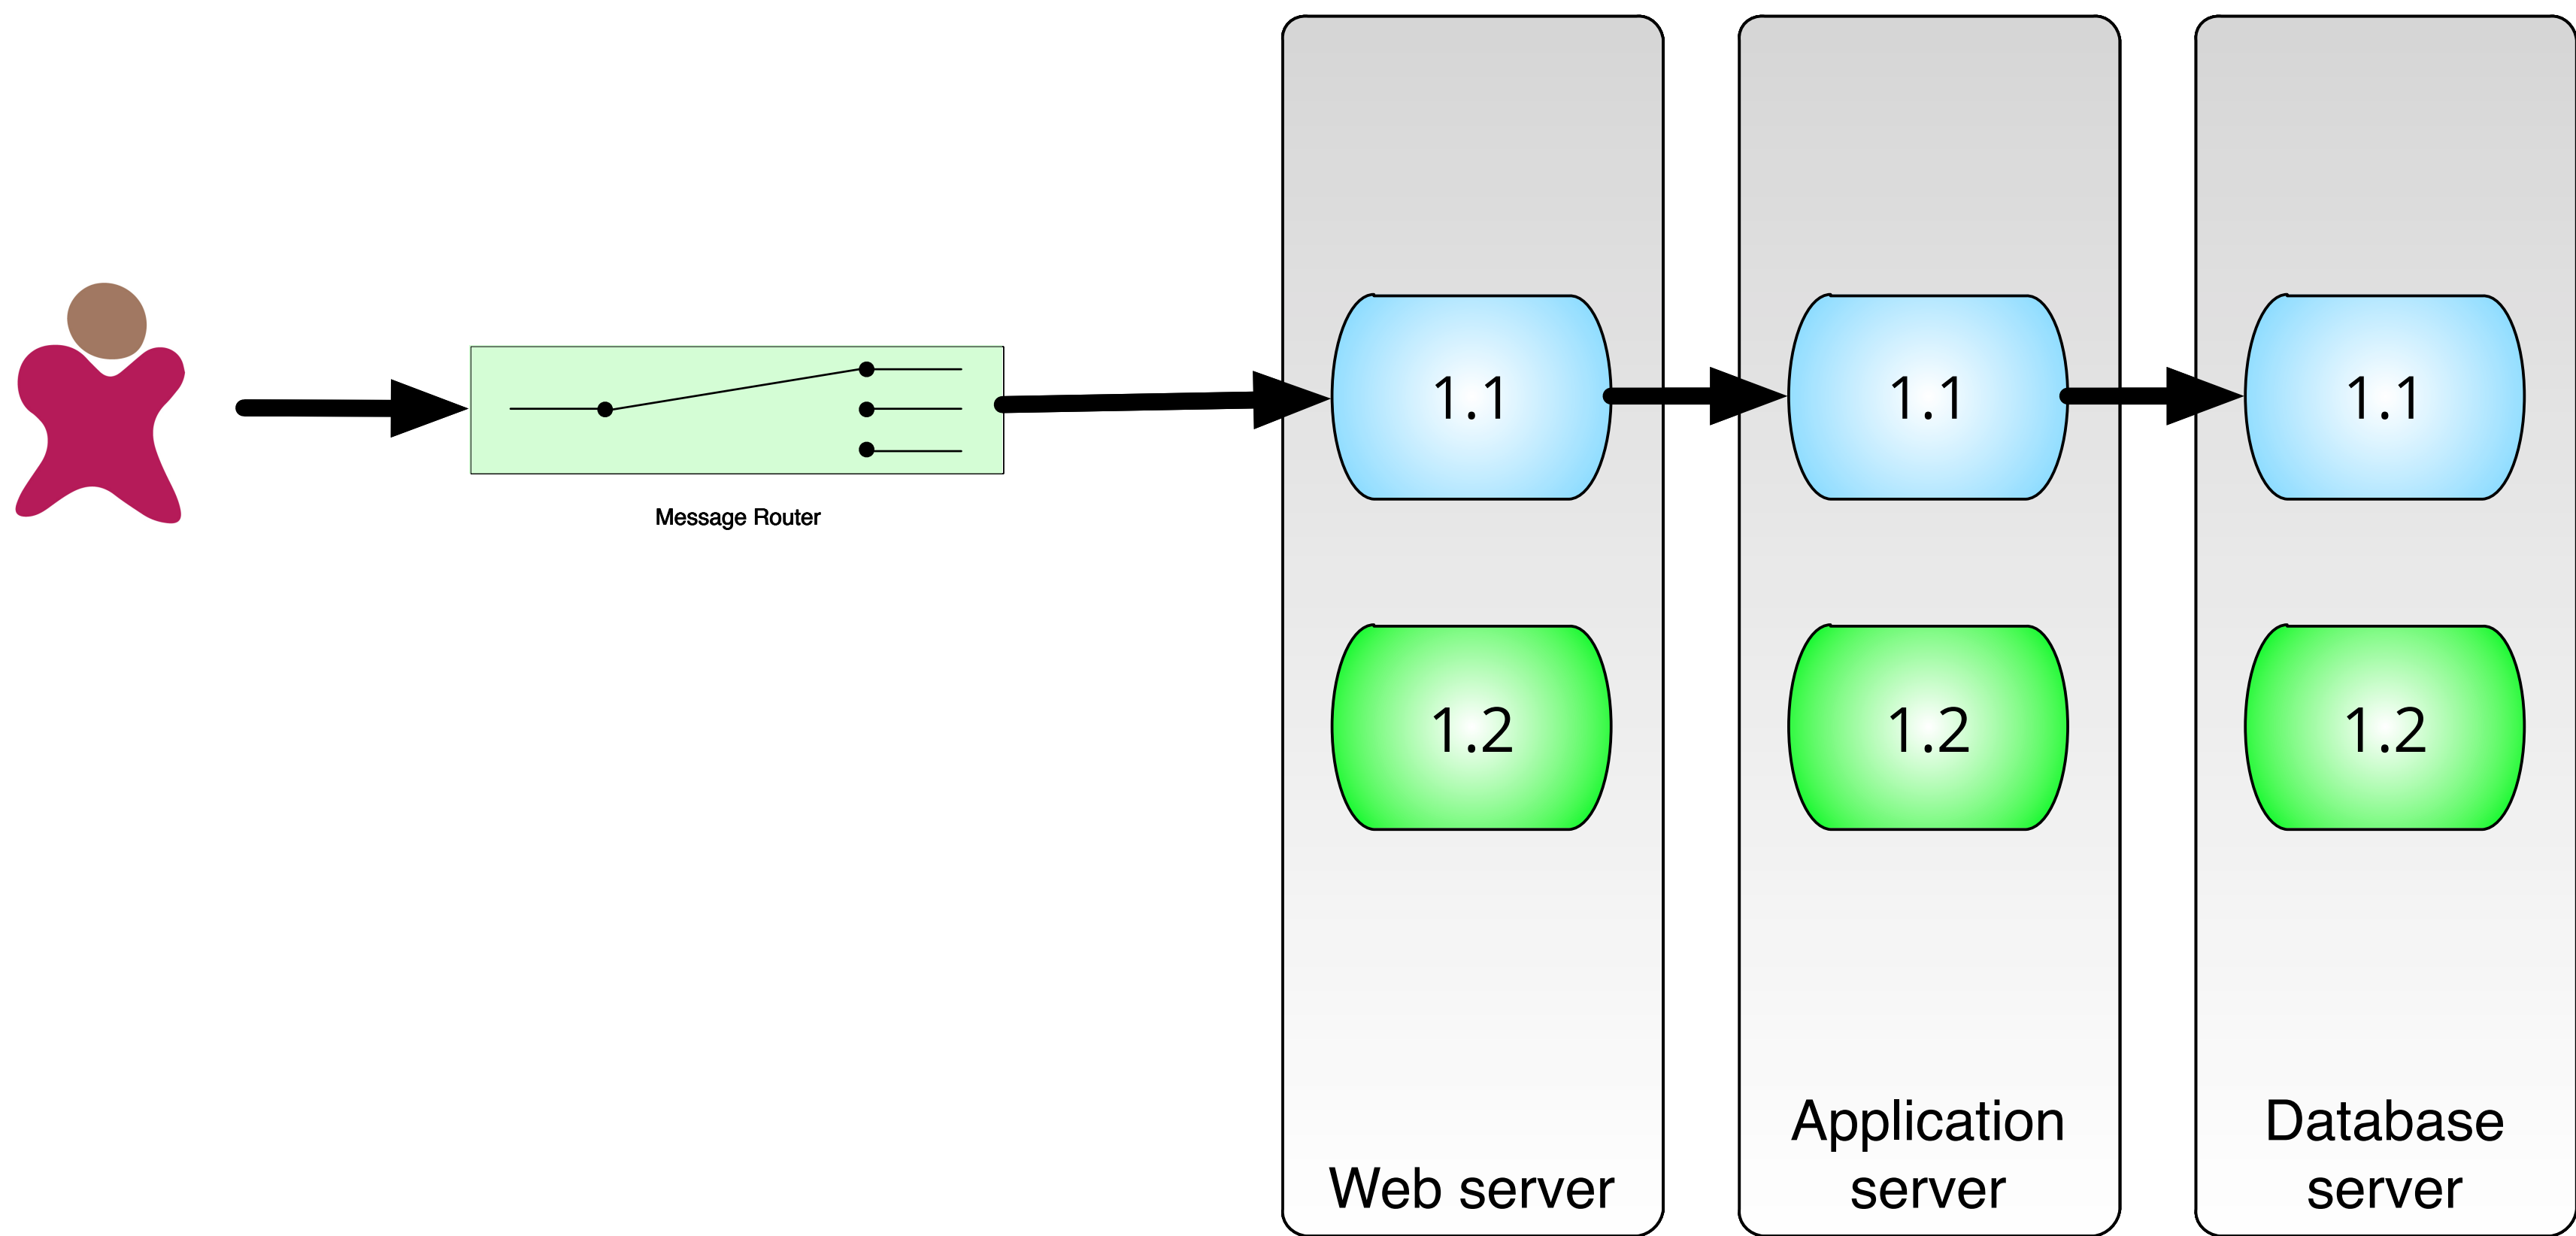 1.1
1.1
1.1
Message Router
1.2
1.2
1.2
Web server
Application
server
Database
server